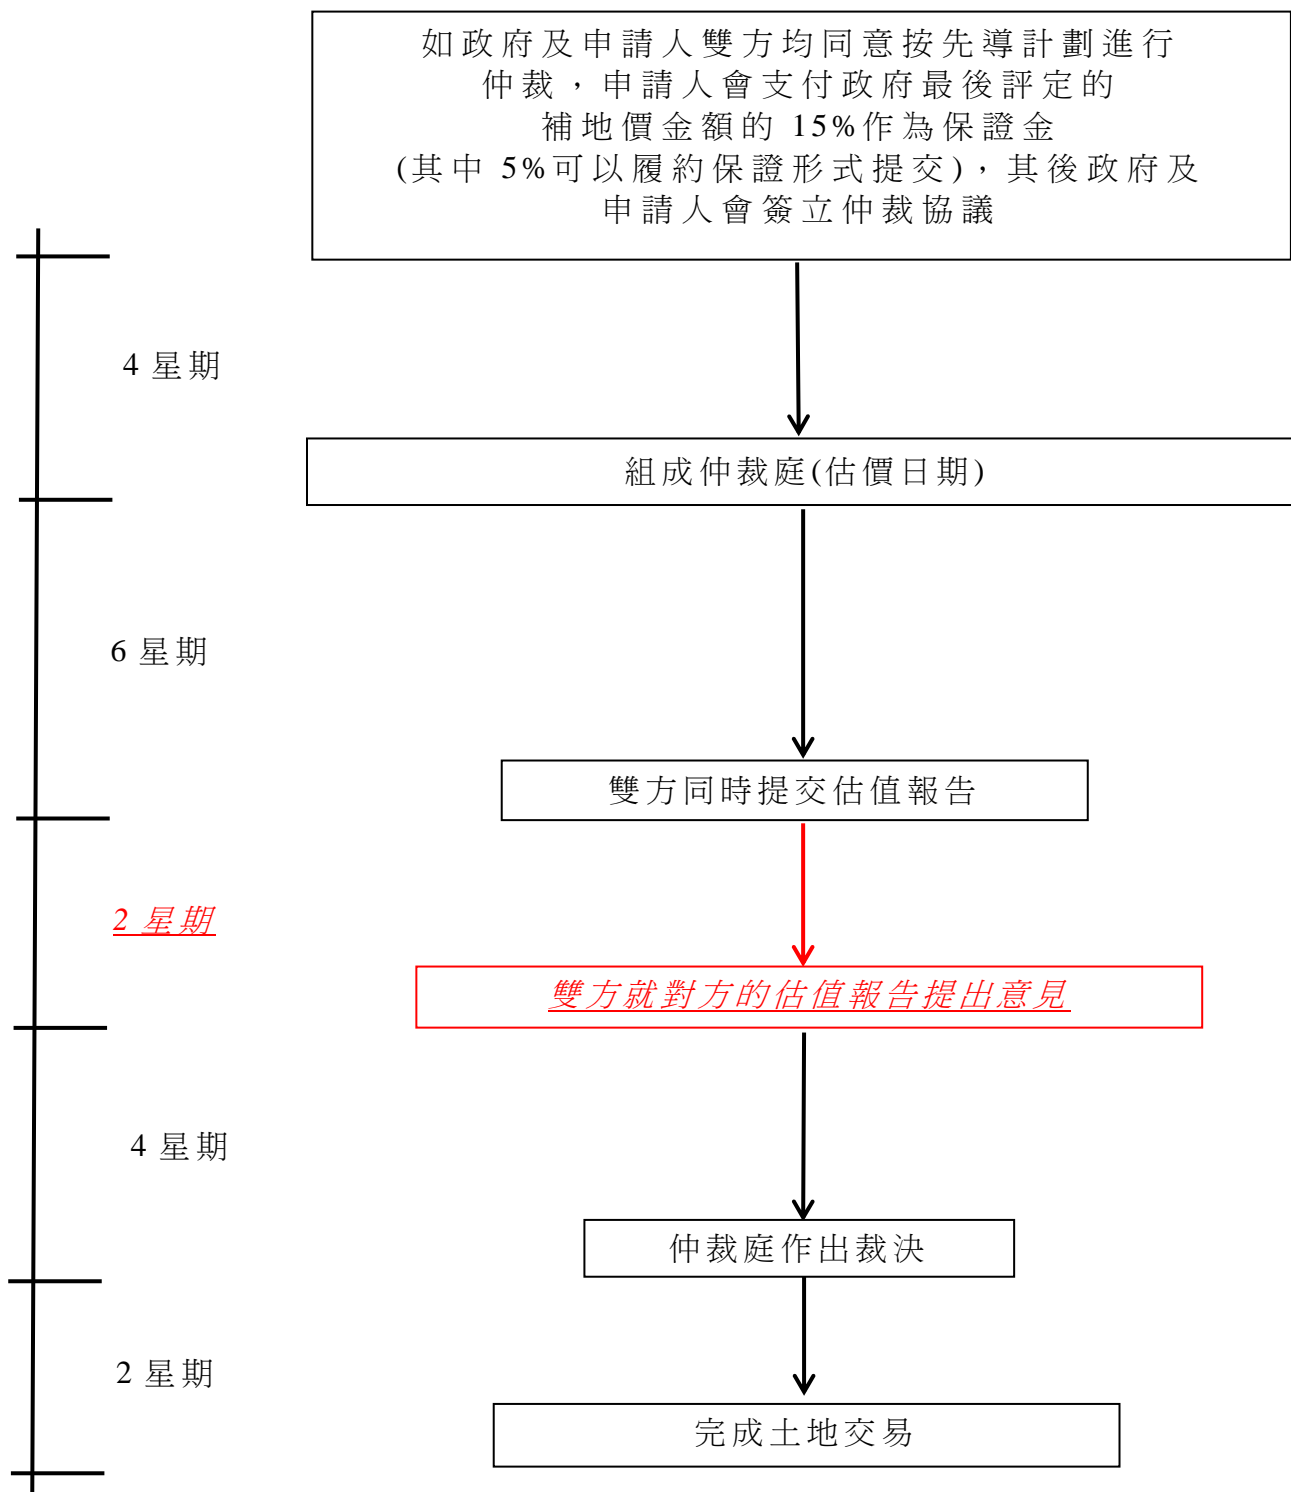 如政府及申請人雙方均同意按先導計劃進行
仲裁，申請人會支付政府最後評定的
補地價金額的 15%作為保證金
(其中 5%可以履約保證形式提交)，其後政府及
申請人會簽立仲裁協議
4 星期
組成仲裁庭(估價日期)
6 星期
雙方同時提交估值報告
2 星期
雙方就對方的估值報告提出意見
4 星期
仲裁庭作出裁決
2 星期
完成土地交易